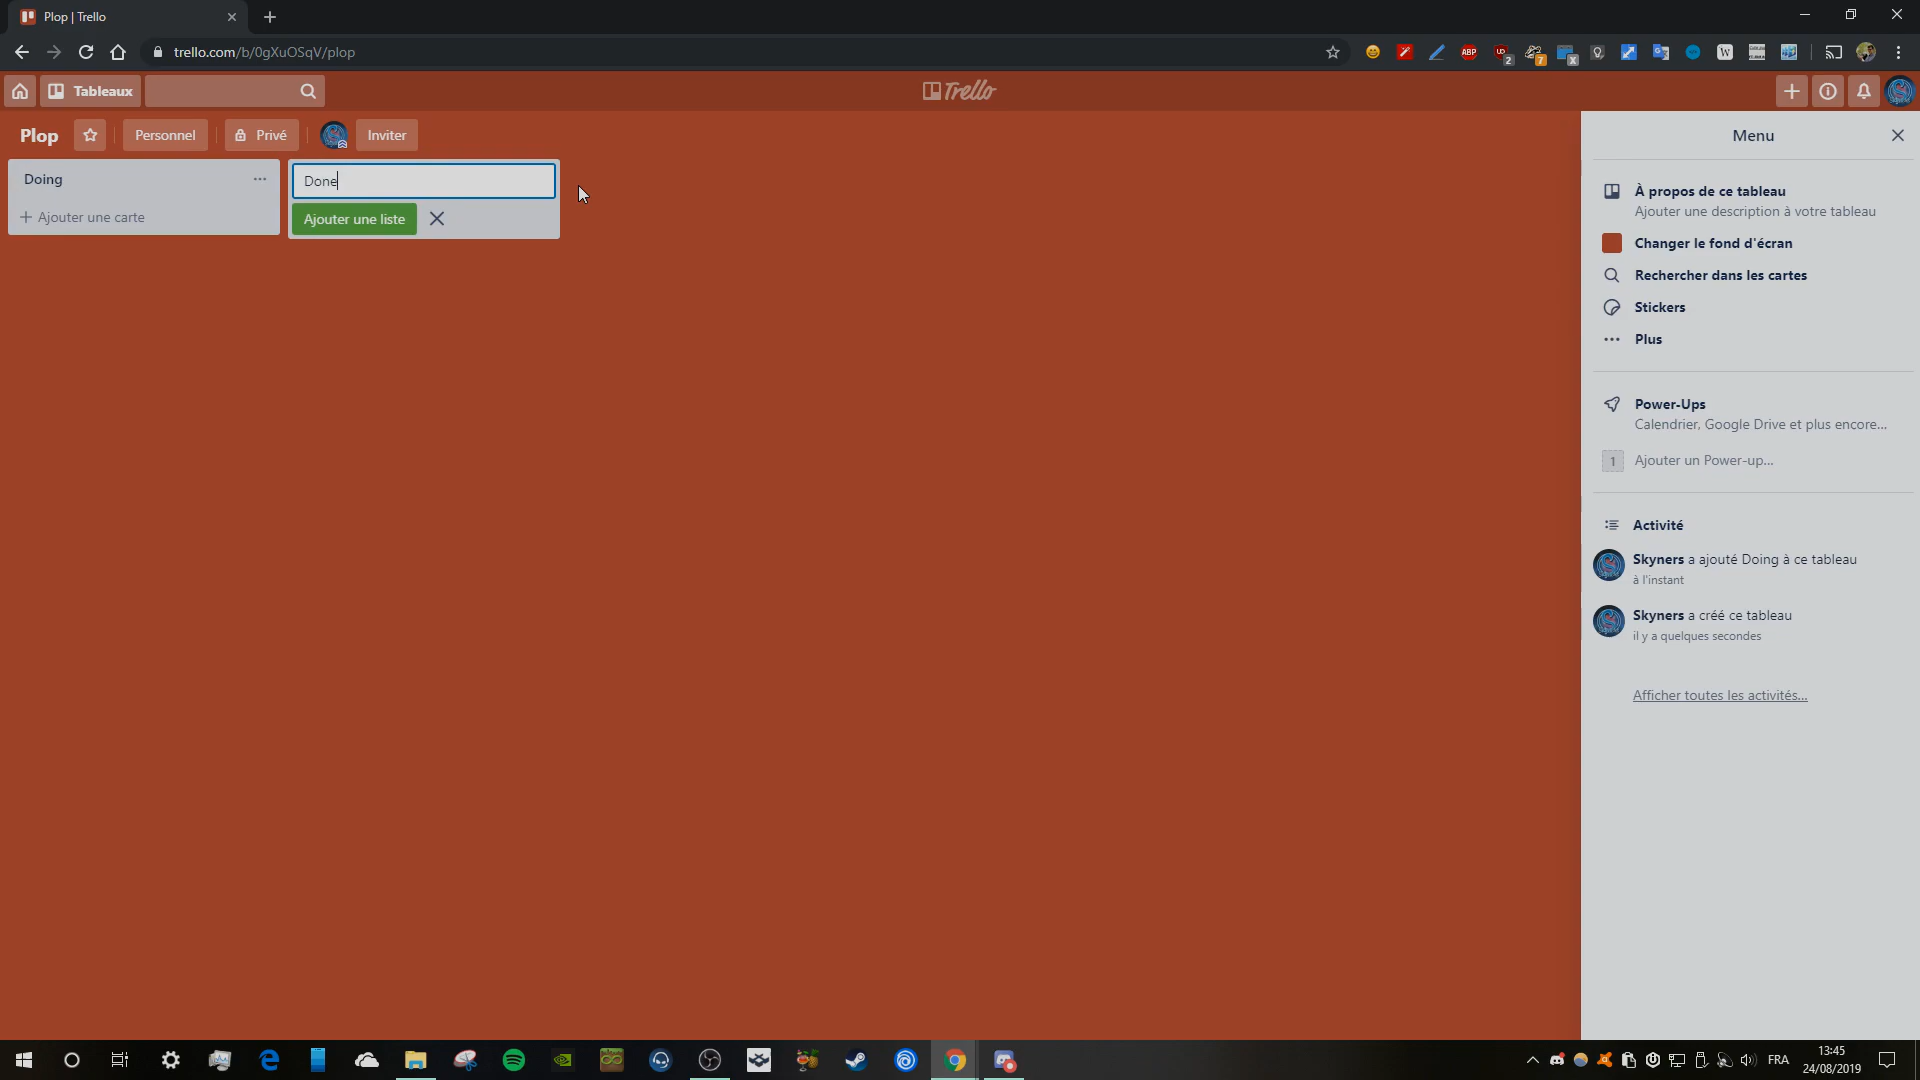 Plop | Trello
trello.com/b/0gXuOSqV/plop
ABP
2
7
X
W
Tableaux
Trello
Plop
Personnel
Privé
Inviter
Menu
Doing
Done
Ajouter une carte
Ajouter une liste
À propos de ce tableau
Ajouter une description à votre tableau
Changer le fond d'écran
Rechercher dans les cartes
Stickers
Plus
Power-Ups
Calendrier, Google Drive et plus encore...
1
Ajouter un Power-up...
Activité
Skyners a ajouté Doing à ce tableau
à l'instant
Skyners a créé ce tableau
il y a quelques secondes
Afficher toutes les activités...
FRA
13:45
24/08/2019